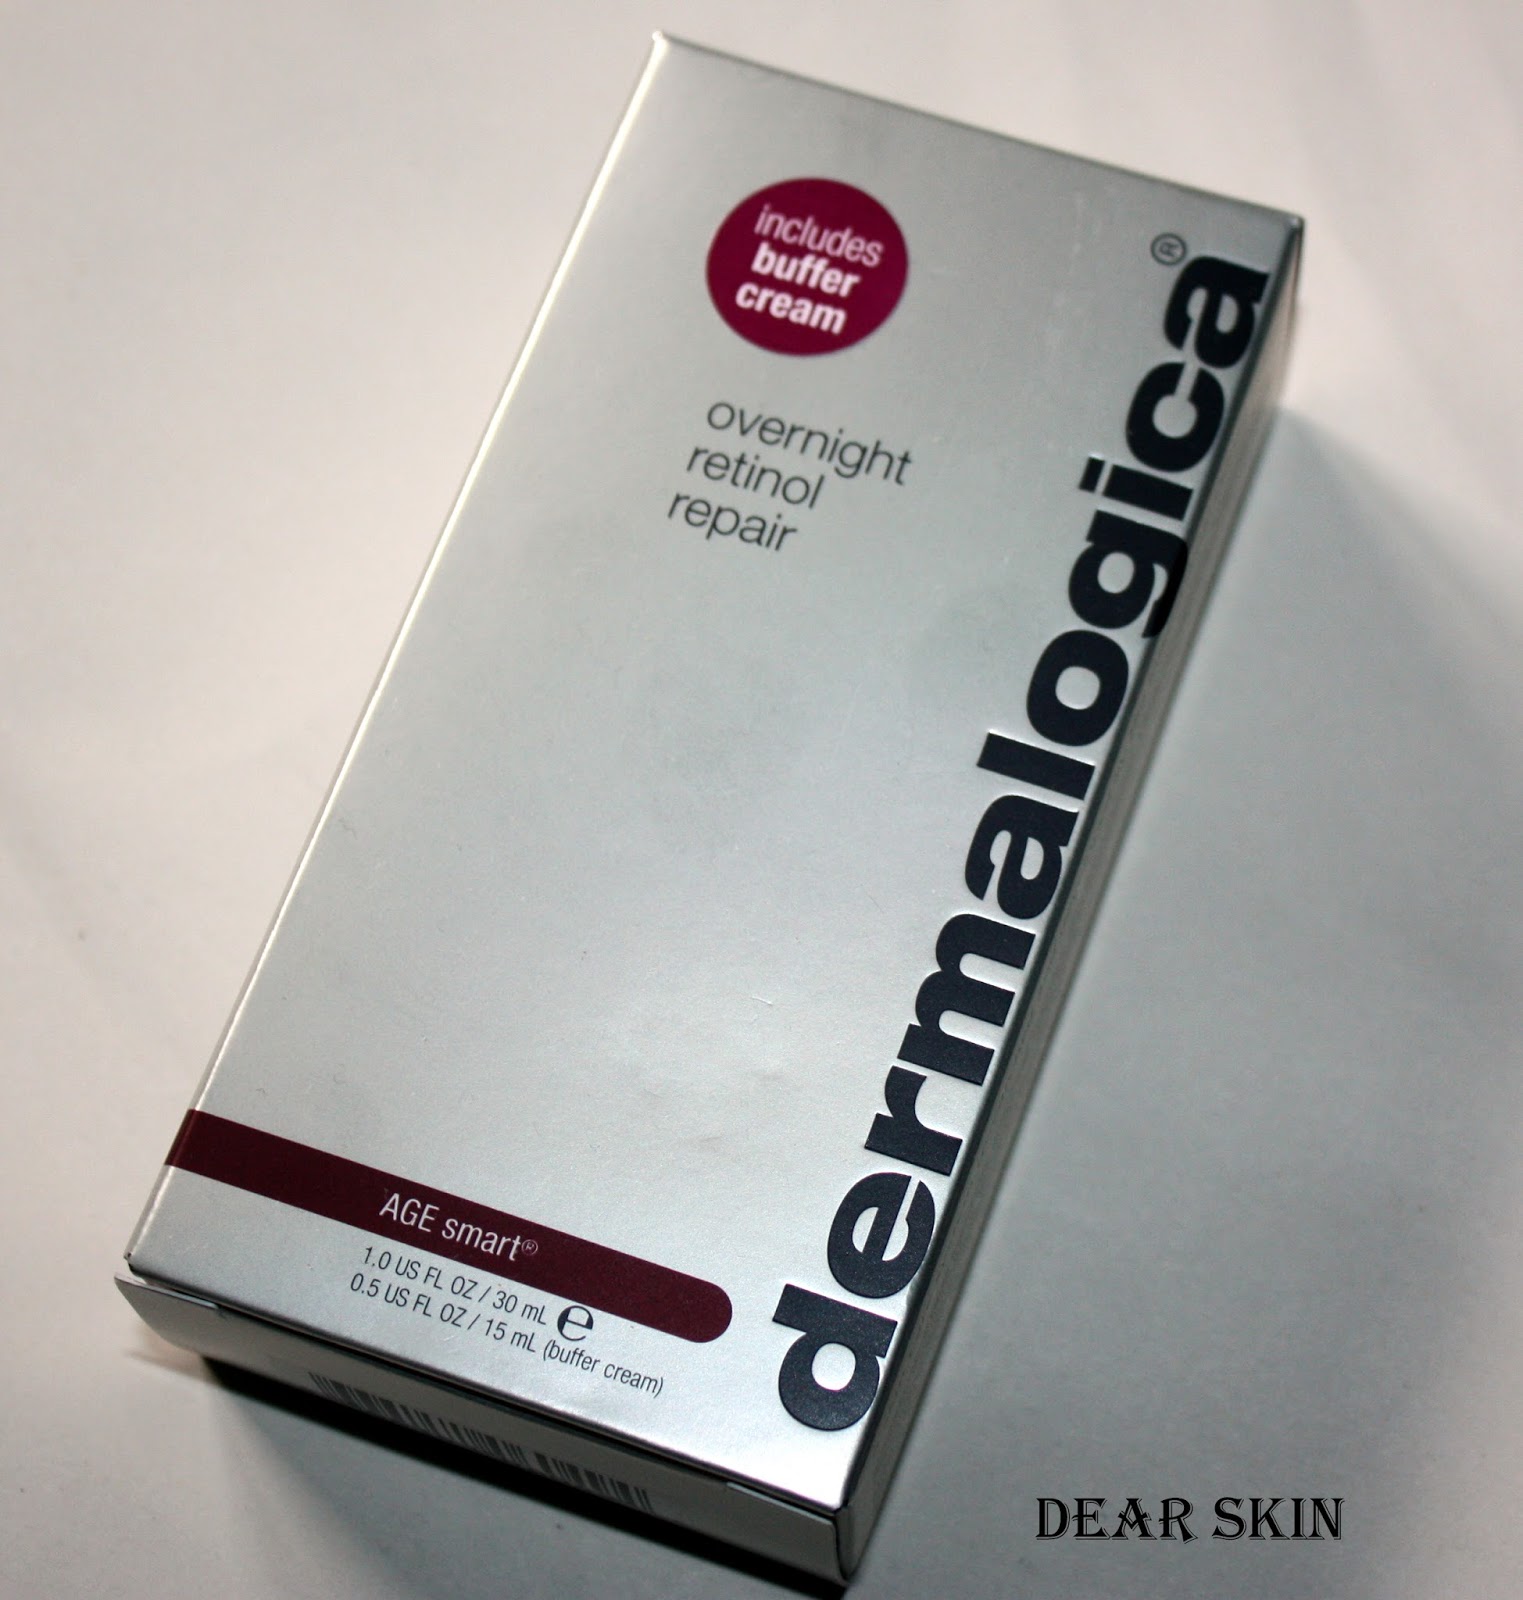 includes
buffer
cream
overnight
retinol
repair
dermalogica®
AGE smart®
1.0 US FL OZ / 30 mL ℮
0.5 US FL OZ / 15 mL (buffer cream)
DEAR SKIN